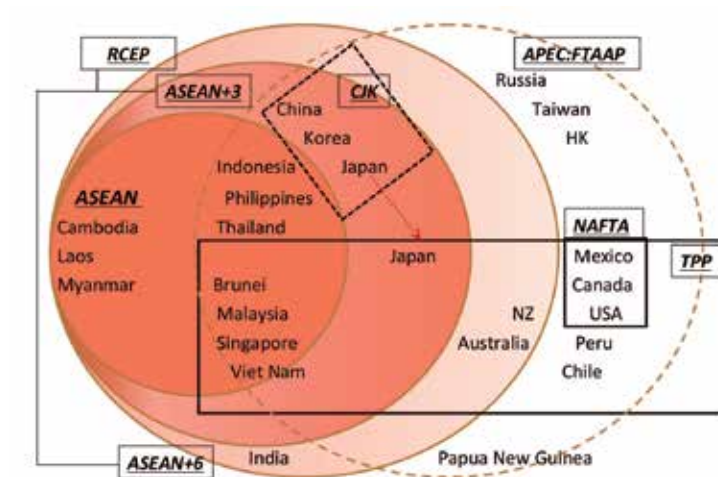 RCEP
APEC:FTAAP
ASEAN+3
CJK
Russia
China
Taiwan
Korea
HK
Indonesia
Japan
ASEAN
Philippines
Cambodia
Thailand
NAFTA
Laos
Japan
Mexico
TPP
Myanmar
Brunei
Canada
Malaysia
NZ
USA
Singapore
Australia
Peru
Viet Nam
Chile
ASEAN+6
India
Papua New Guinea